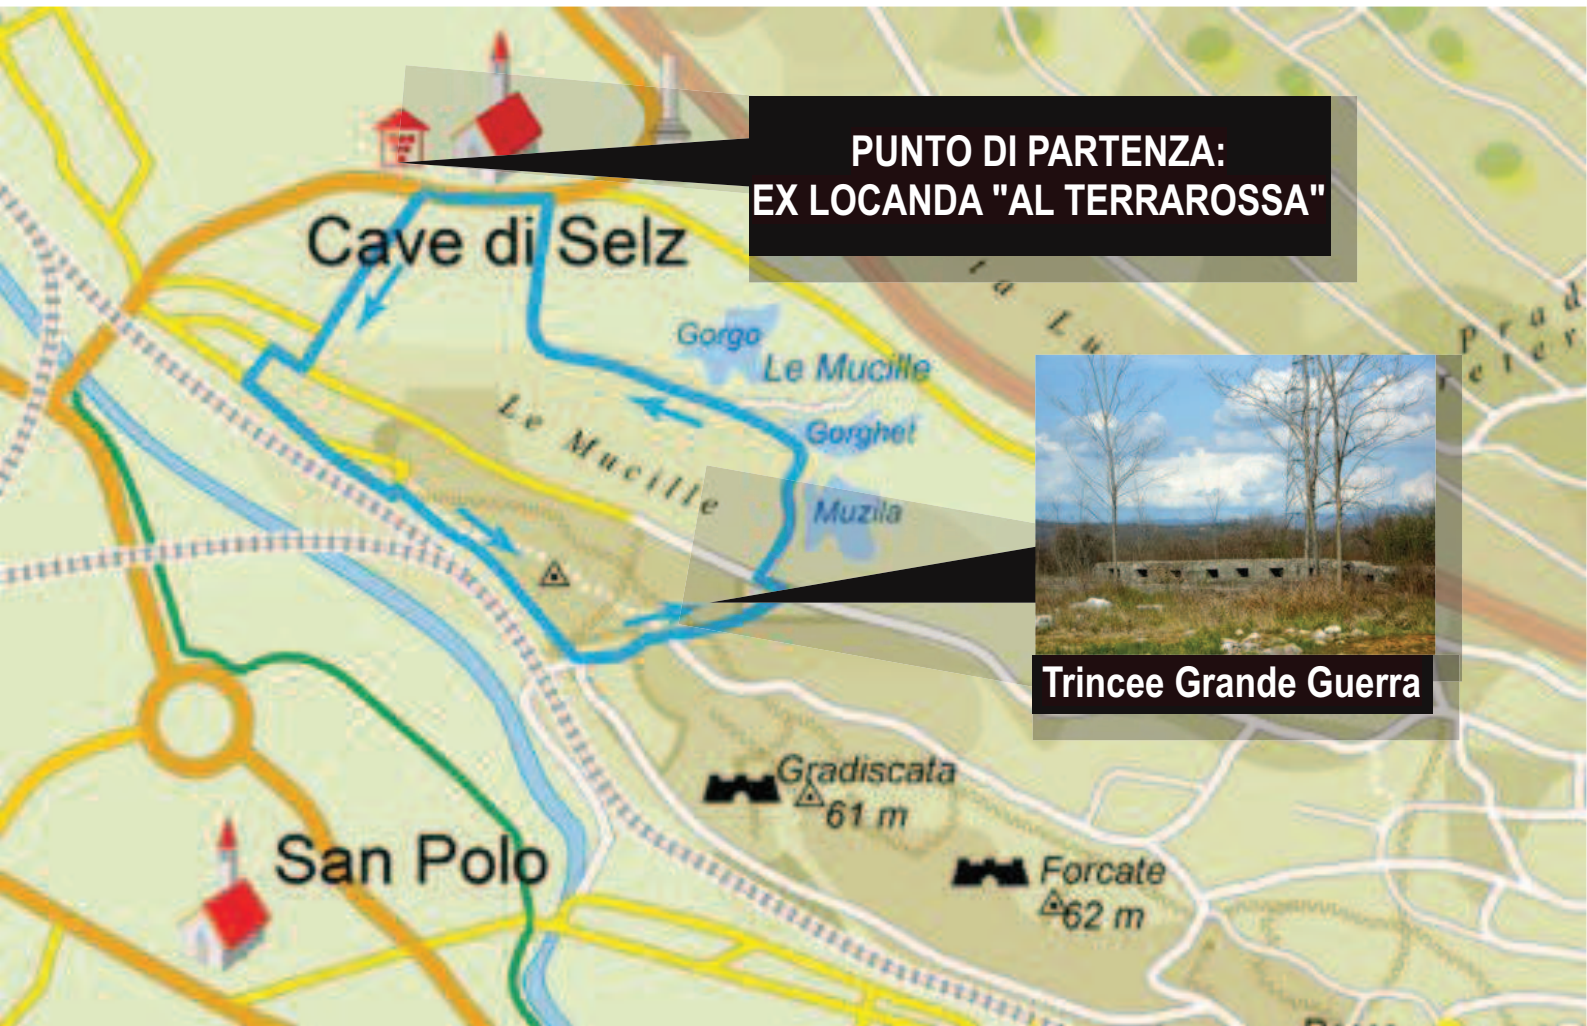 PUNTO DI PARTENZA:
EX LOCANDA "AL TERRAROSSA"
Cave di Selz
Gorgo
Le Mucille
Gorghet
Le Mucille
Muzila
Trincee Grande Guerra
Gradiscata
61 m
San Polo
Forcate
62 m